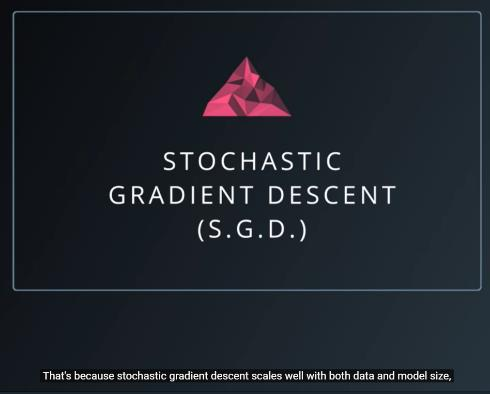 STOCHASTIC
GRADIENT DESCENT
(S.G.D.)
That's because stochastic gradient descent scales well with both data and model size,